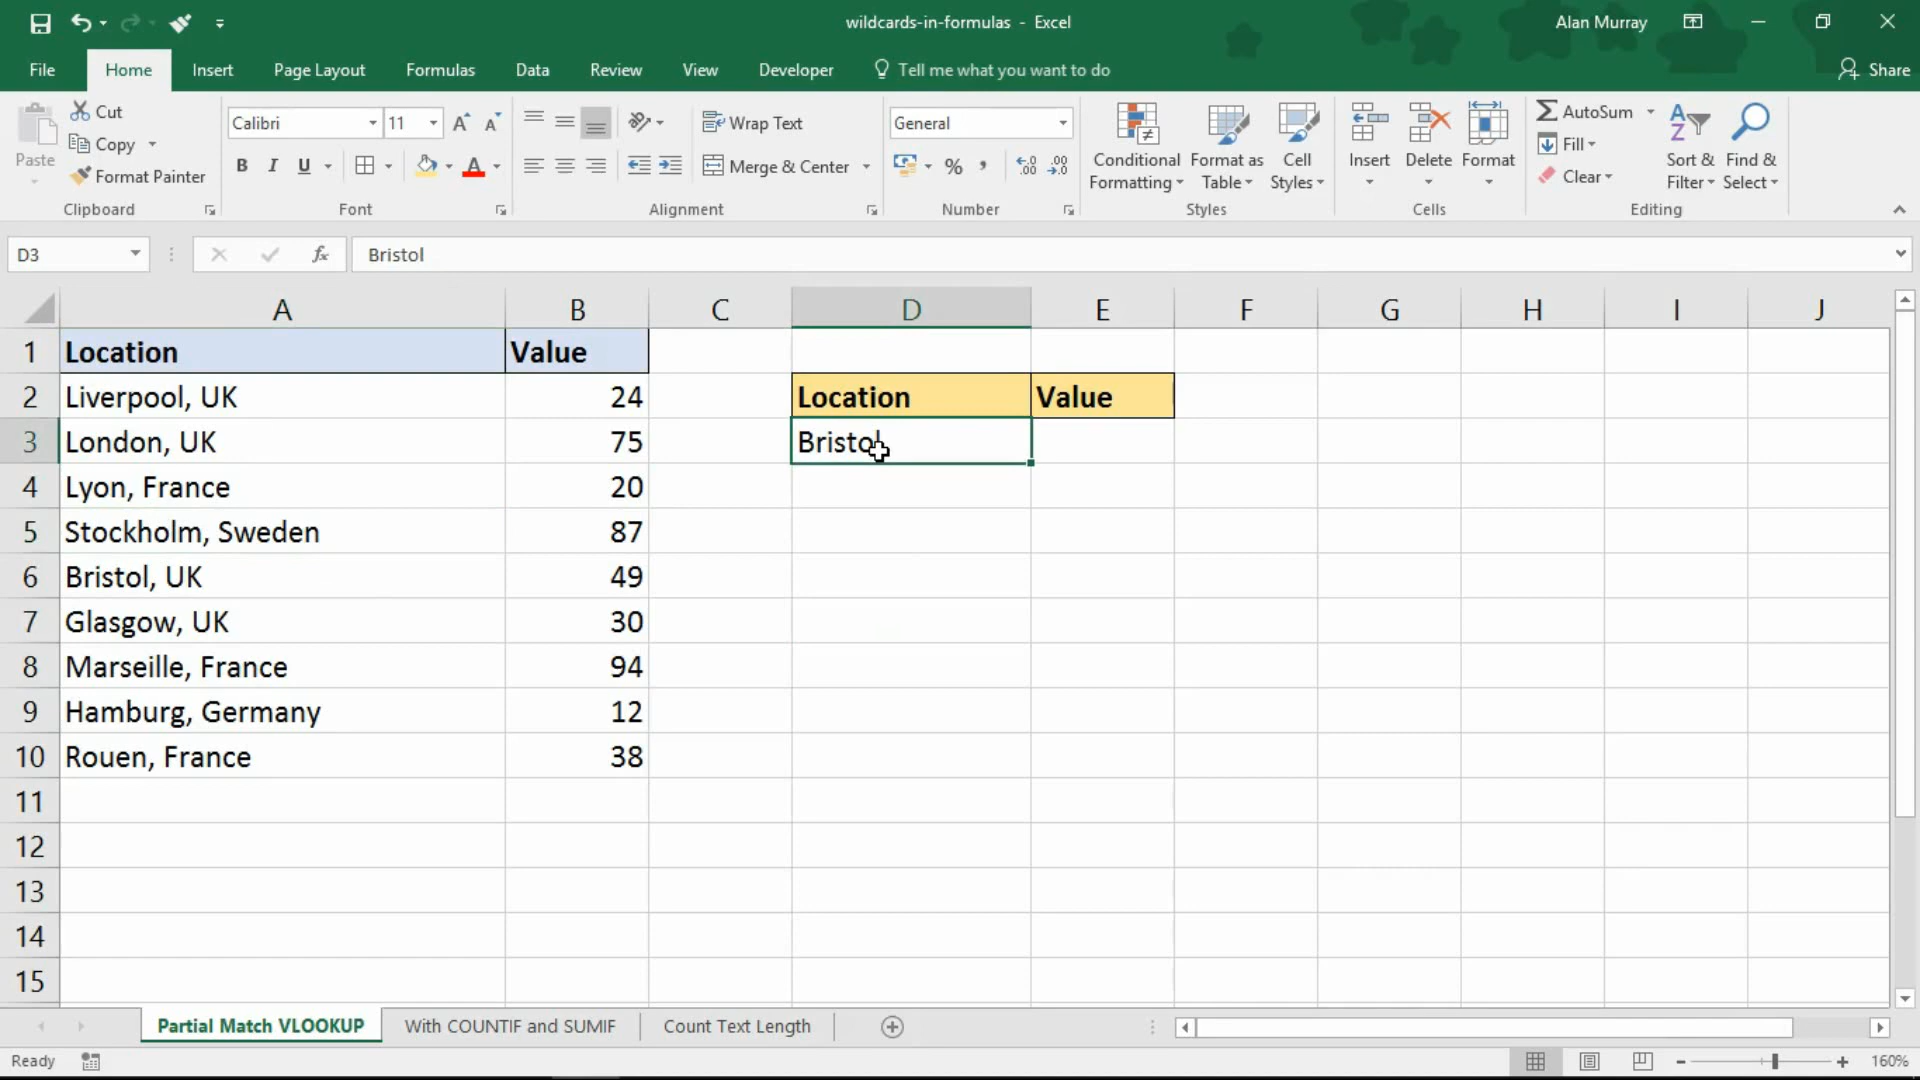 wildcards-in-formulas - Excel
Alan Murray
File Home Insert Page Layout Formulas Data Review View Developer Tell me what you want to do Share
Paste
Cut
Copy
Format Painter
Clipboard
Calibri 11
B I U
Font
Wrap Text
Merge & Center
Alignment
General
%
Number
Conditional Formatting
Format as Table
Cell Styles
Styles
Insert Delete Format
Cells
AutoSum
Fill
Clear
Sort & Filter
Find & Select
Editing
D3 fx Bristol
A B C D E F G H I J
1 Location Value
2 Liverpool, UK 24 Location Value
3 London, UK 75 Bristol
4 Lyon, France 20
5 Stockholm, Sweden 87
6 Bristol, UK 49
7 Glasgow, UK 30
8 Marseille, France 94
9 Hamburg, Germany 12
10 Rouen, France 38
11
12
13
14
15
Partial Match VLOOKUP With COUNTIF and SUMIF Count Text Length
Ready 160%